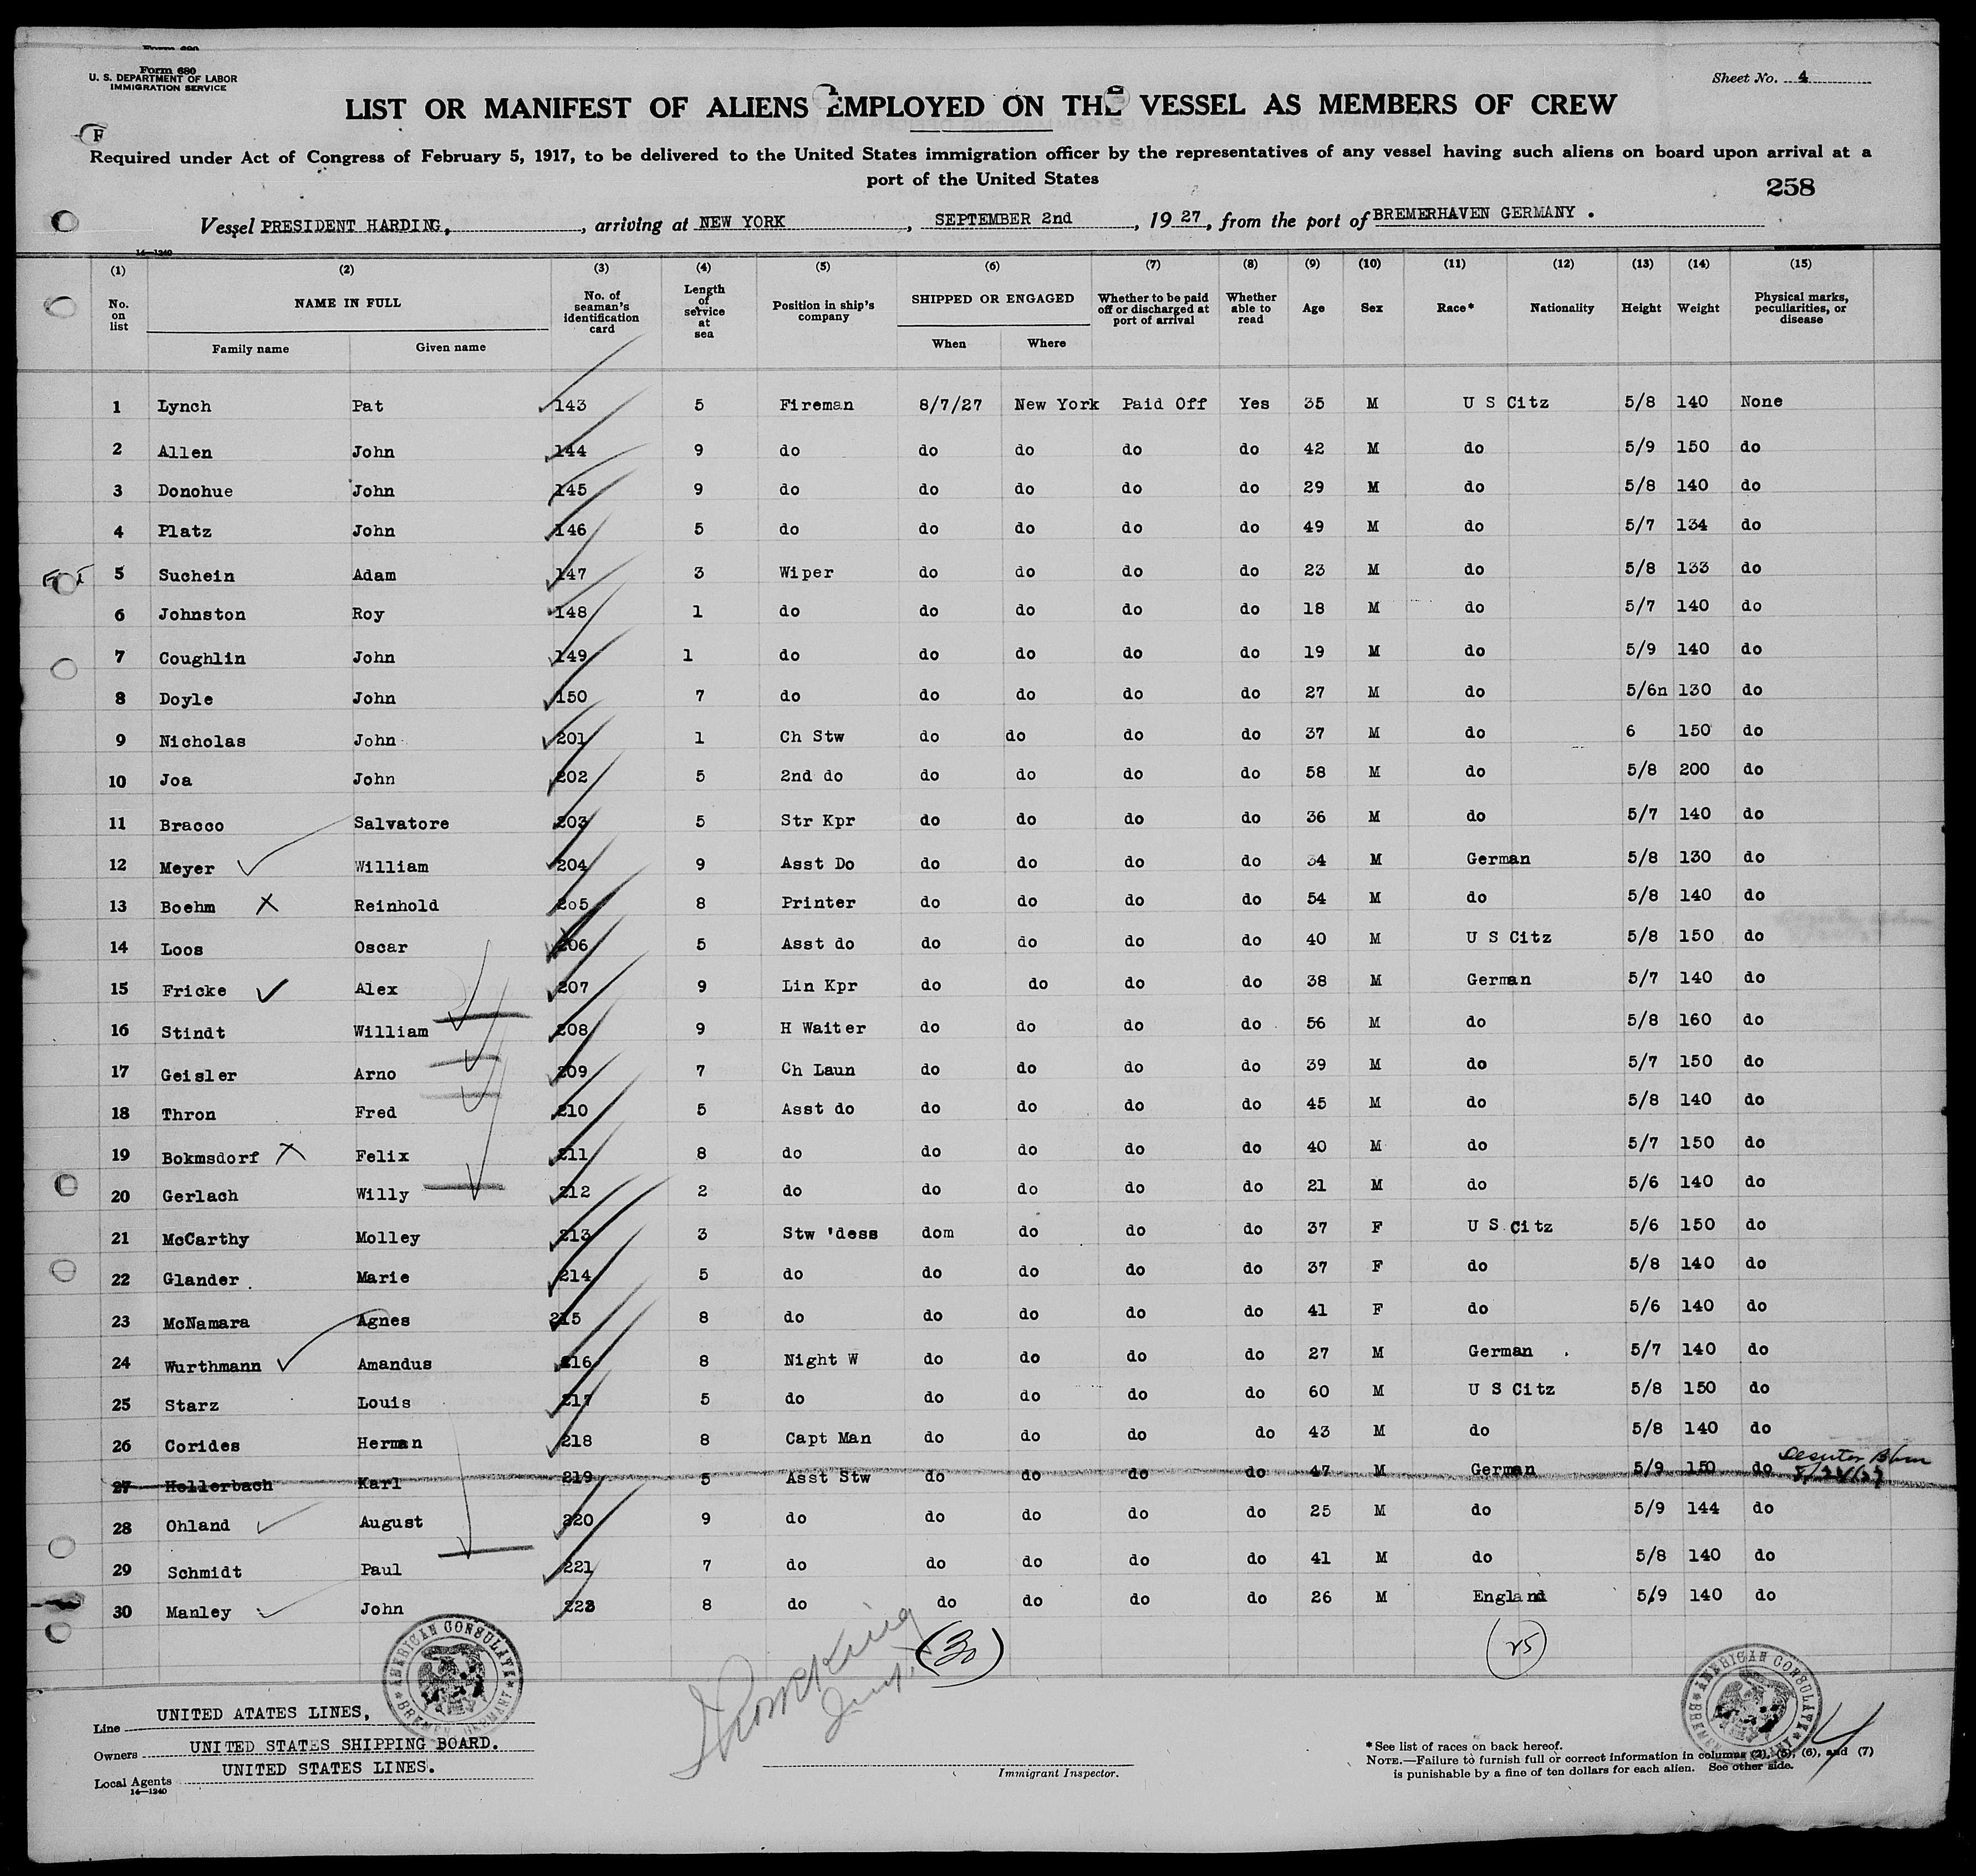 Form 680
U. S. DEPARTMENT OF LABOR
IMMIGRATION SERVICE
Sheet No. 4
LIST OR MANIFEST OF ALIENS EMPLOYED ON THE VESSEL AS MEMBERS OF CREW
F
Required under Act of Congress of February 5, 1917, to be delivered to the United States immigration officer by the representatives of any vessel having such aliens on board upon arrival at a
port of the United States
258
Vessel PRESIDENT HARDING, arriving at NEW YORK, SEPTEMBER 2nd, 1927, from the port of BREMERHAVEN GERMANY .
14—1240
(1) (2) (3) (4) (5) (6) (7) (8) (9) (10) (11) (12) (13) (14) (15)
No. on list NAME IN FULL Family name Given name No. of seaman's identification card Length of service at sea Position in ship's company SHIPPED OR ENGAGED When Where Whether to be paid off or discharged at port of arrival Whether able to read Age Sex Race* Nationality Height Weight Physical marks, peculiarities, or disease
1 Lynch Pat 143 5 Fireman 8/7/27 New York Paid Off Yes 35 M U S Citz 5/8 140 None
2 Allen John 144 9 do do do do do 42 M do 5/9 150 do
3 Donohue John 145 9 do do do do do 29 M do 5/8 140 do
4 Platz John 146 5 do do do do do 49 M do 5/7 134 do
5 Suchein Adam 147 3 Wiper do do do do 23 M do 5/8 133 do
6 Johnston Roy 148 1 do do do do do 18 M do 5/7 140 do
7 Coughlin John 149 1 do do do do do 19 M do 5/9 140 do
8 Doyle John 150 7 do do do do do 27 M do 5/6n 130 do
9 Nicholas John 201 1 Ch Stw do do do do 37 M do 6 150 do
10 Joa John 202 5 2nd do do do do do 58 M do 5/8 200 do
11 Bracco Salvatore 203 5 Str Kpr do do do do 36 M do 5/7 140 do
12 Meyer William 204 9 Asst Do do do do do 34 M German 5/8 130 do
13 Boehm Reinhold 205 8 Printer do do do do 54 M do 5/8 140 do
14 Loos Oscar 206 5 Asst do do do do do 40 M U S Citz 5/8 150 do
15 Fricke Alex 207 9 Lin Kpr do do do do 38 M German 5/7 140 do
16 Stindt William 208 9 H Waiter do do do do 56 M do 5/8 160 do
17 Geisler Arno 209 7 Ch Laun do do do do 39 M do 5/7 150 do
18 Thron Fred 210 5 Asst do do do do do 45 M do 5/8 140 do
19 Bokmsdorf Felix 211 8 do do do do do 40 M do 5/7 150 do
20 Gerlach Willy 212 2 do do do do do 21 M do 5/6 140 do
21 McCarthy Molley 213 3 Stw 'dess dom do do do 37 F U S Citz 5/6 150 do
22 Glander Marie 214 5 do do do do do 37 F do 5/8 140 do
23 McNamara Agnes 215 8 do do do do do 41 F do 5/6 140 do
24 Wurthmann Amandus 216 8 Night W do do do do 27 M German 5/7 140 do
25 Starz Louis 217 5 do do do do do 60 M U S Citz 5/8 150 do
26 Corides Herman 218 8 Capt Man do do do do 43 M do 5/8 140 do
27 Hellerbach Karl 219 5 Asst Stw do do do do 47 M German 5/9 150 do
28 Ohland August 220 9 do do do do do 25 M do 5/9 144 do
29 Schmidt Paul 221 7 do do do do do 41 M do 5/8 140 do
30 Manley John 222 8 do do do do do 26 M England 5/9 140 do
(30) 25
AMERICAN CONSULATE BREMEN, GERMANY
AMERICAN CONSULATE BREMEN, GERMANY
Line UNITED ATATES LINES,
Owners UNITED STATES SHIPPING BOARD.
Local Agents UNITED STATES LINES.
14—1240
Immigrant Inspector.
*See list of races on back hereof.
NOTE.—Failure to furnish full or correct information in columns (2), (5), (6), and (7)
is punishable by a fine of ten dollars for each alien. See other side.
4